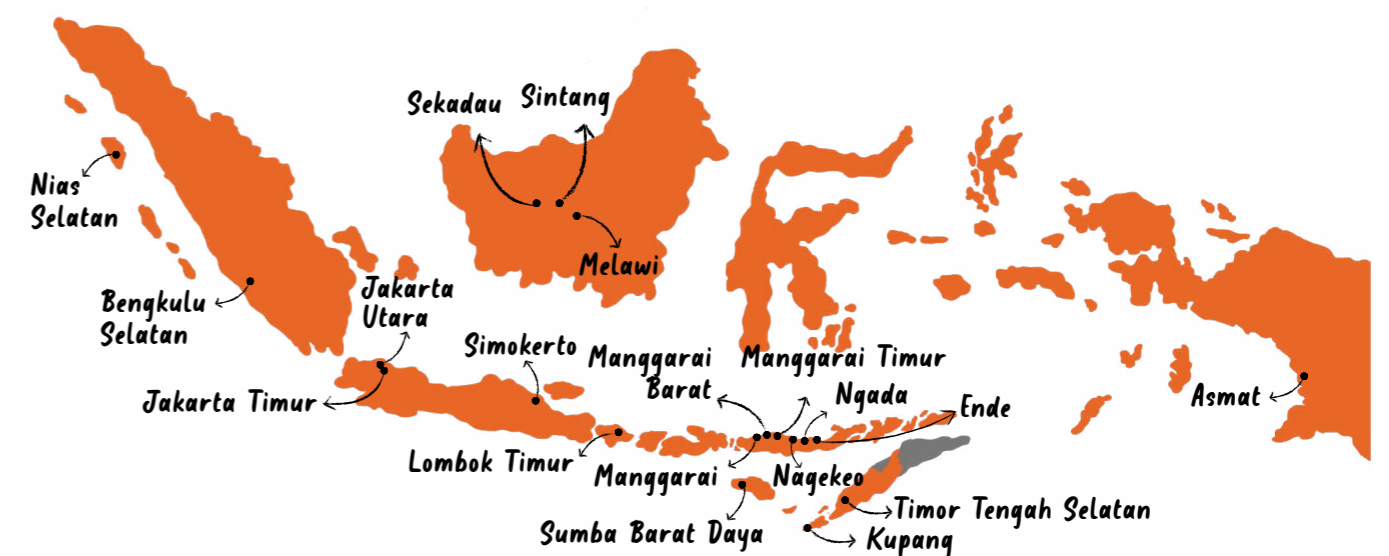 Sekadau
Sintang
Nias
Selatan
Melawi
Bengkulu
Selatan
Jakarta
Utara
Simokerto
Manggarai
Barat
Manggarai Timur
Ngada
Jakarta Timur
Asmat
Ende
Lombok Timur
Manggarai
Nagekeo
Sumba Barat Daya
Timor Tengah Selatan
Kupang